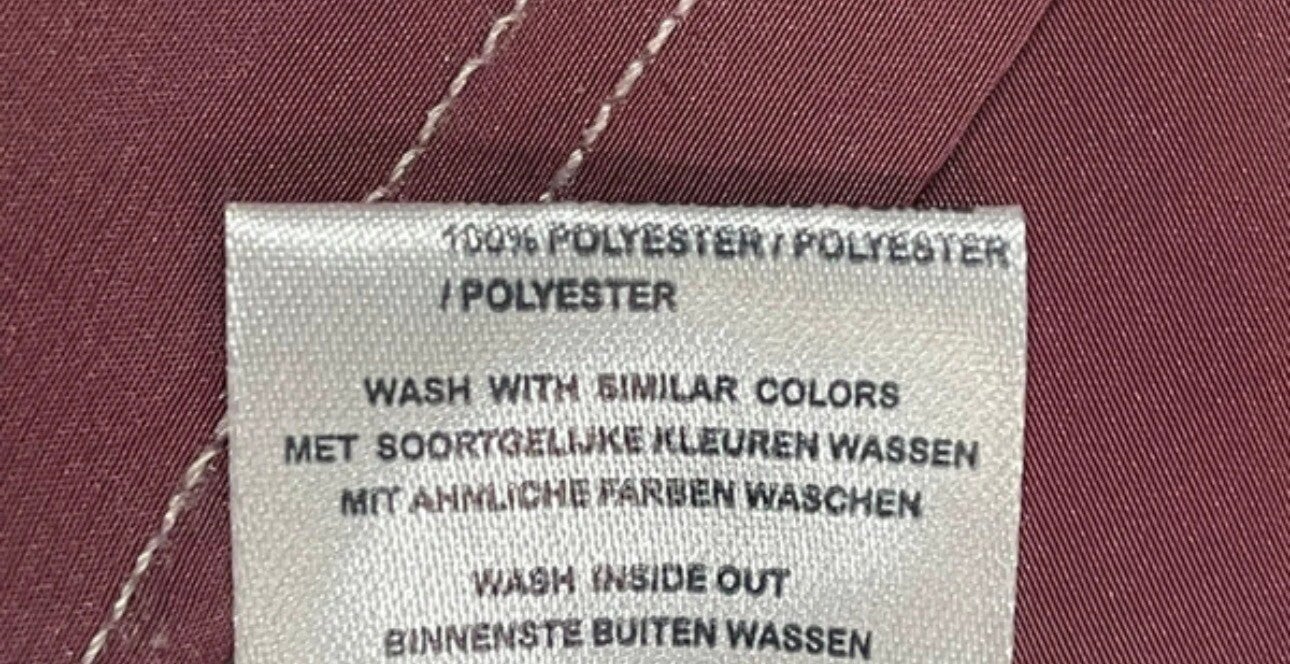 100% POLYESTER / POLYESTER
/ POLYESTER
WASH WITH SIMILAR COLORS
MET SOORTGELIJKE KLEUREN WASSEN
MIT AHNLICHE FARBEN WASCHEN
WASH INSIDE OUT
BINNENSTE BUITEN WASSEN